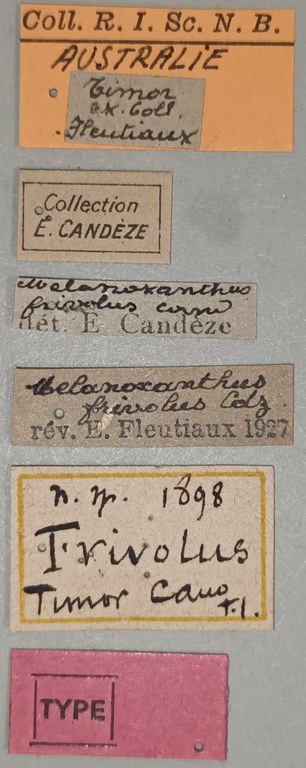 Coll. R. I. Sc. N. B.
AUSTRALIE
Timor
ex. Coll.
Fleutiaux
Collection
E. CANDÈZE
Melanoxanthus
frivolus
dét. E Candèze
Melanoxanthus
frivolus Cdz
rév. E. Fleutiaux 1927
n. sp. 1898
Frivolus
Timor
TYPE